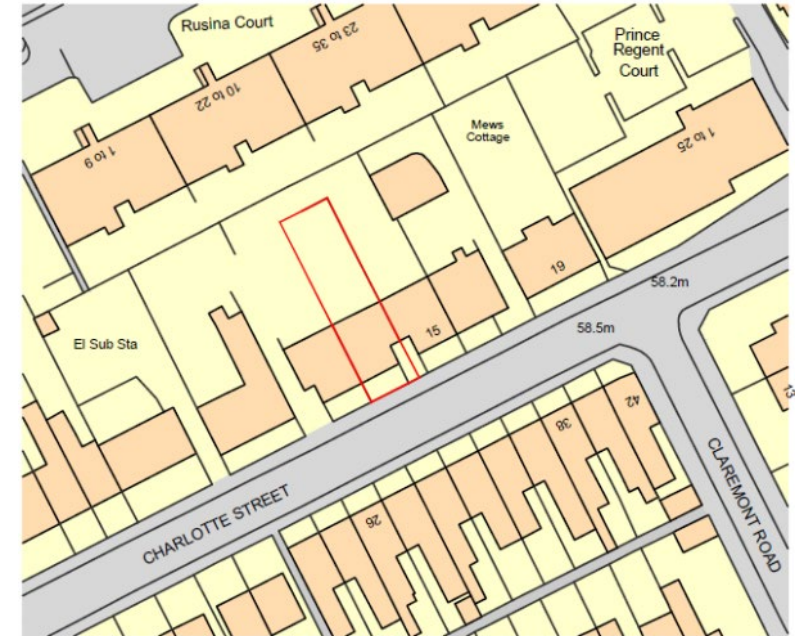 Rusina Court
23 to 35
10 to 22
1 to 9
Prince
Regent
Court
Mews
Cottage
1 to 25
19
15
58.2m
58.5m
El Sub Sta
CHARLOTTE STREET
26
38
42
13
CLAREMONT ROAD